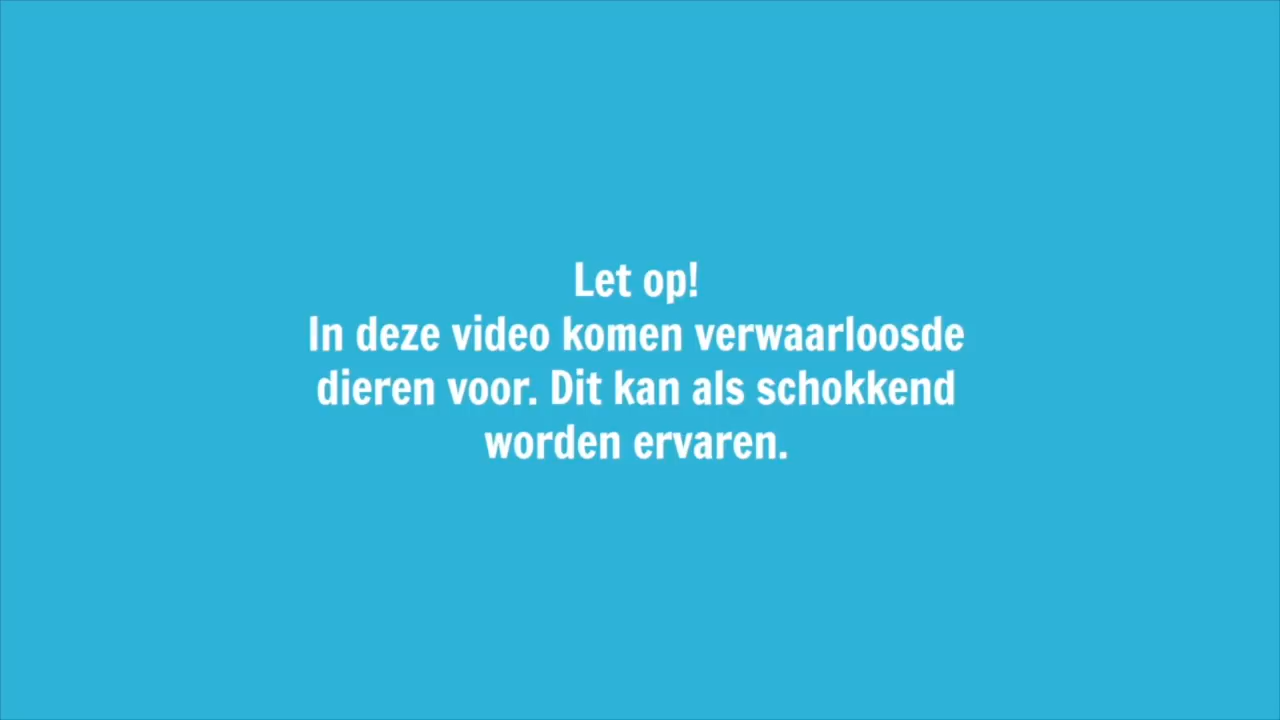 Let op!
In deze video komen verwaarloosde
dieren voor. Dit kan als schokkend
worden ervaren.